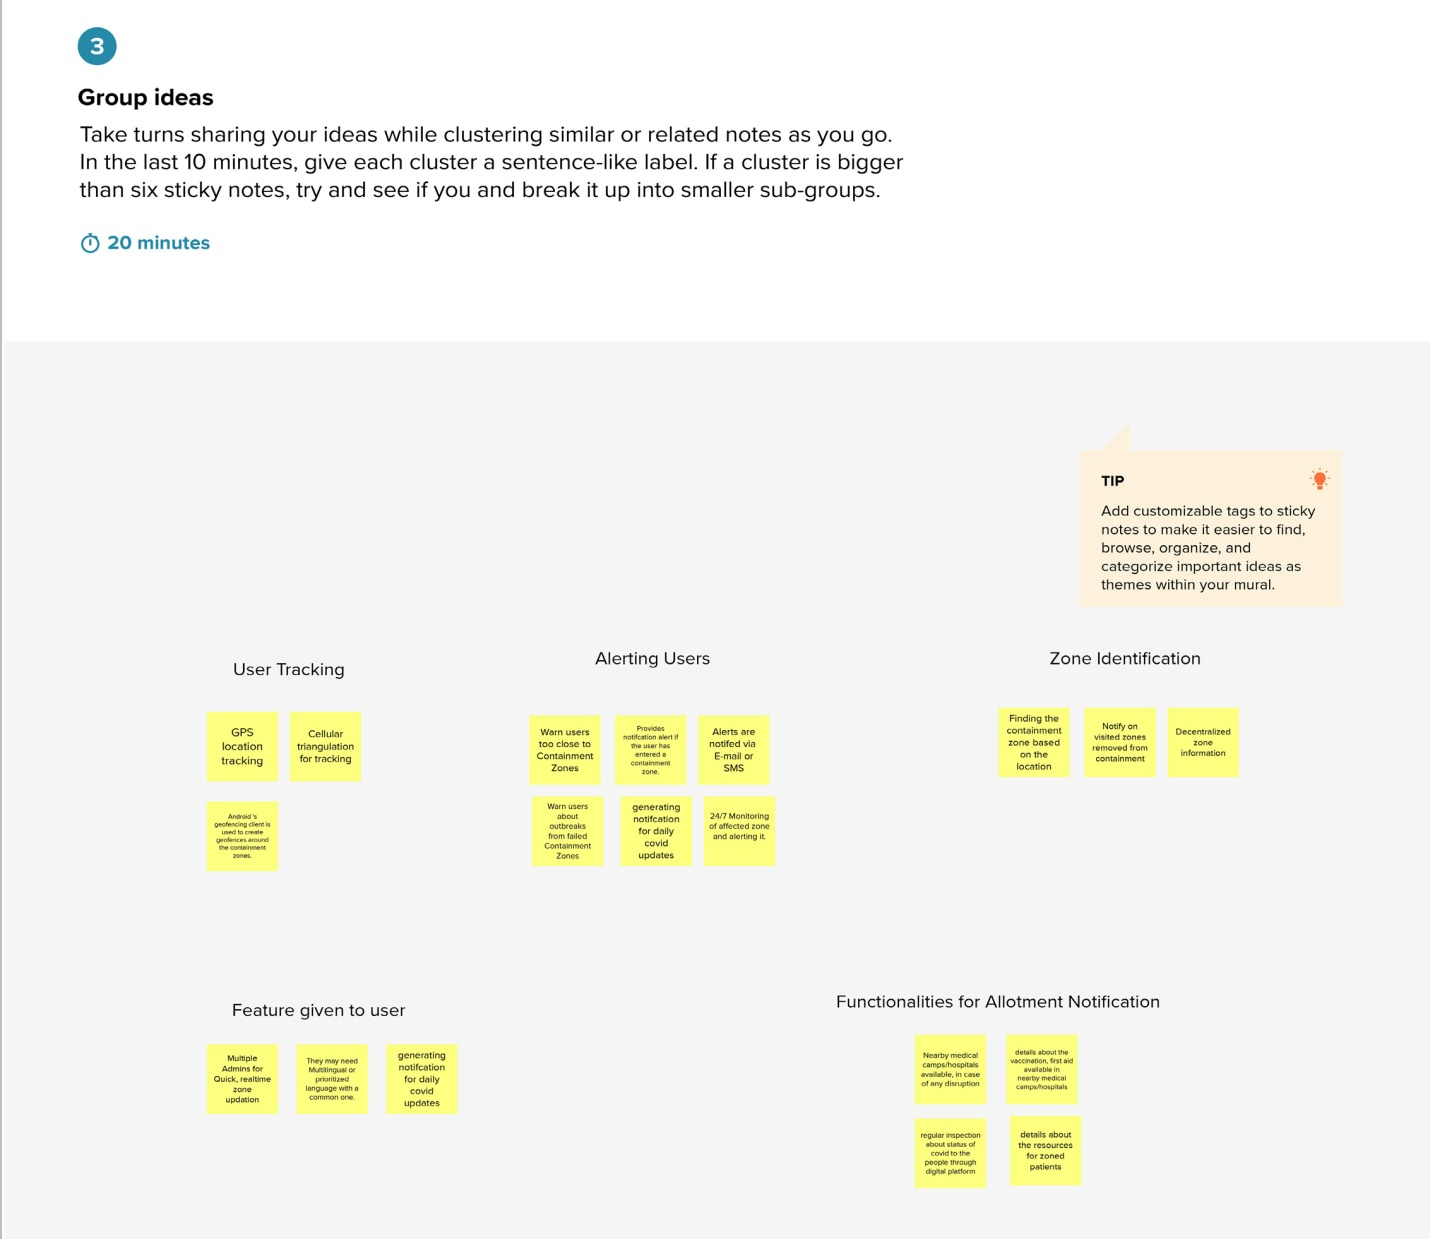 3
Group ideas
Take turns sharing your ideas while clustering similar or related notes as you go.
In the last 10 minutes, give each cluster a sentence-like label. If a cluster is bigger
than six sticky notes, try and see if you and break it up into smaller sub-groups.
20 minutes
TIP
Add customizable tags to sticky
notes to make it easier to find,
browse, organize, and
categorize important ideas as
themes within your mural.
User Tracking
GPS
location
tracking
Cellular
triangulation
for tracking
Android 's
geofencing client is
used to create
geofences around
the containment
zones.
Alerting Users
Warn users
too close to
Containment
Zones
Provides
notifcation alert if
the user has
entered a
containment
zone.
Alerts are
notifed via
E-mail or
SMS
Warn users
about
outbreaks
from failed
Containment
Zones
generating
notifcation
for daily
covid
updates
24/7 Monitoring
of affected zone
and alerting it.
Zone Identification
Finding the
containment
zone based
on the
location
Notify on
visited zones
removed from
containment
Decentralized
zone
information
Feature given to user
Multiple
Admins for
Quick, realtime
zone
updation
They may need
Multilingual or
prioritized
language with a
common one.
generating
notifcation
for daily
covid
updates
Functionalities for Allotment Notification
Nearby medical
camps/hospitals
available, in case
of any disruption
details about the
vaccination, first aid
available in
nearby medical
camps/hospitals
regular inspection
about status of
covid to the
people through
digital platform
details about
the resources
for zoned
patients